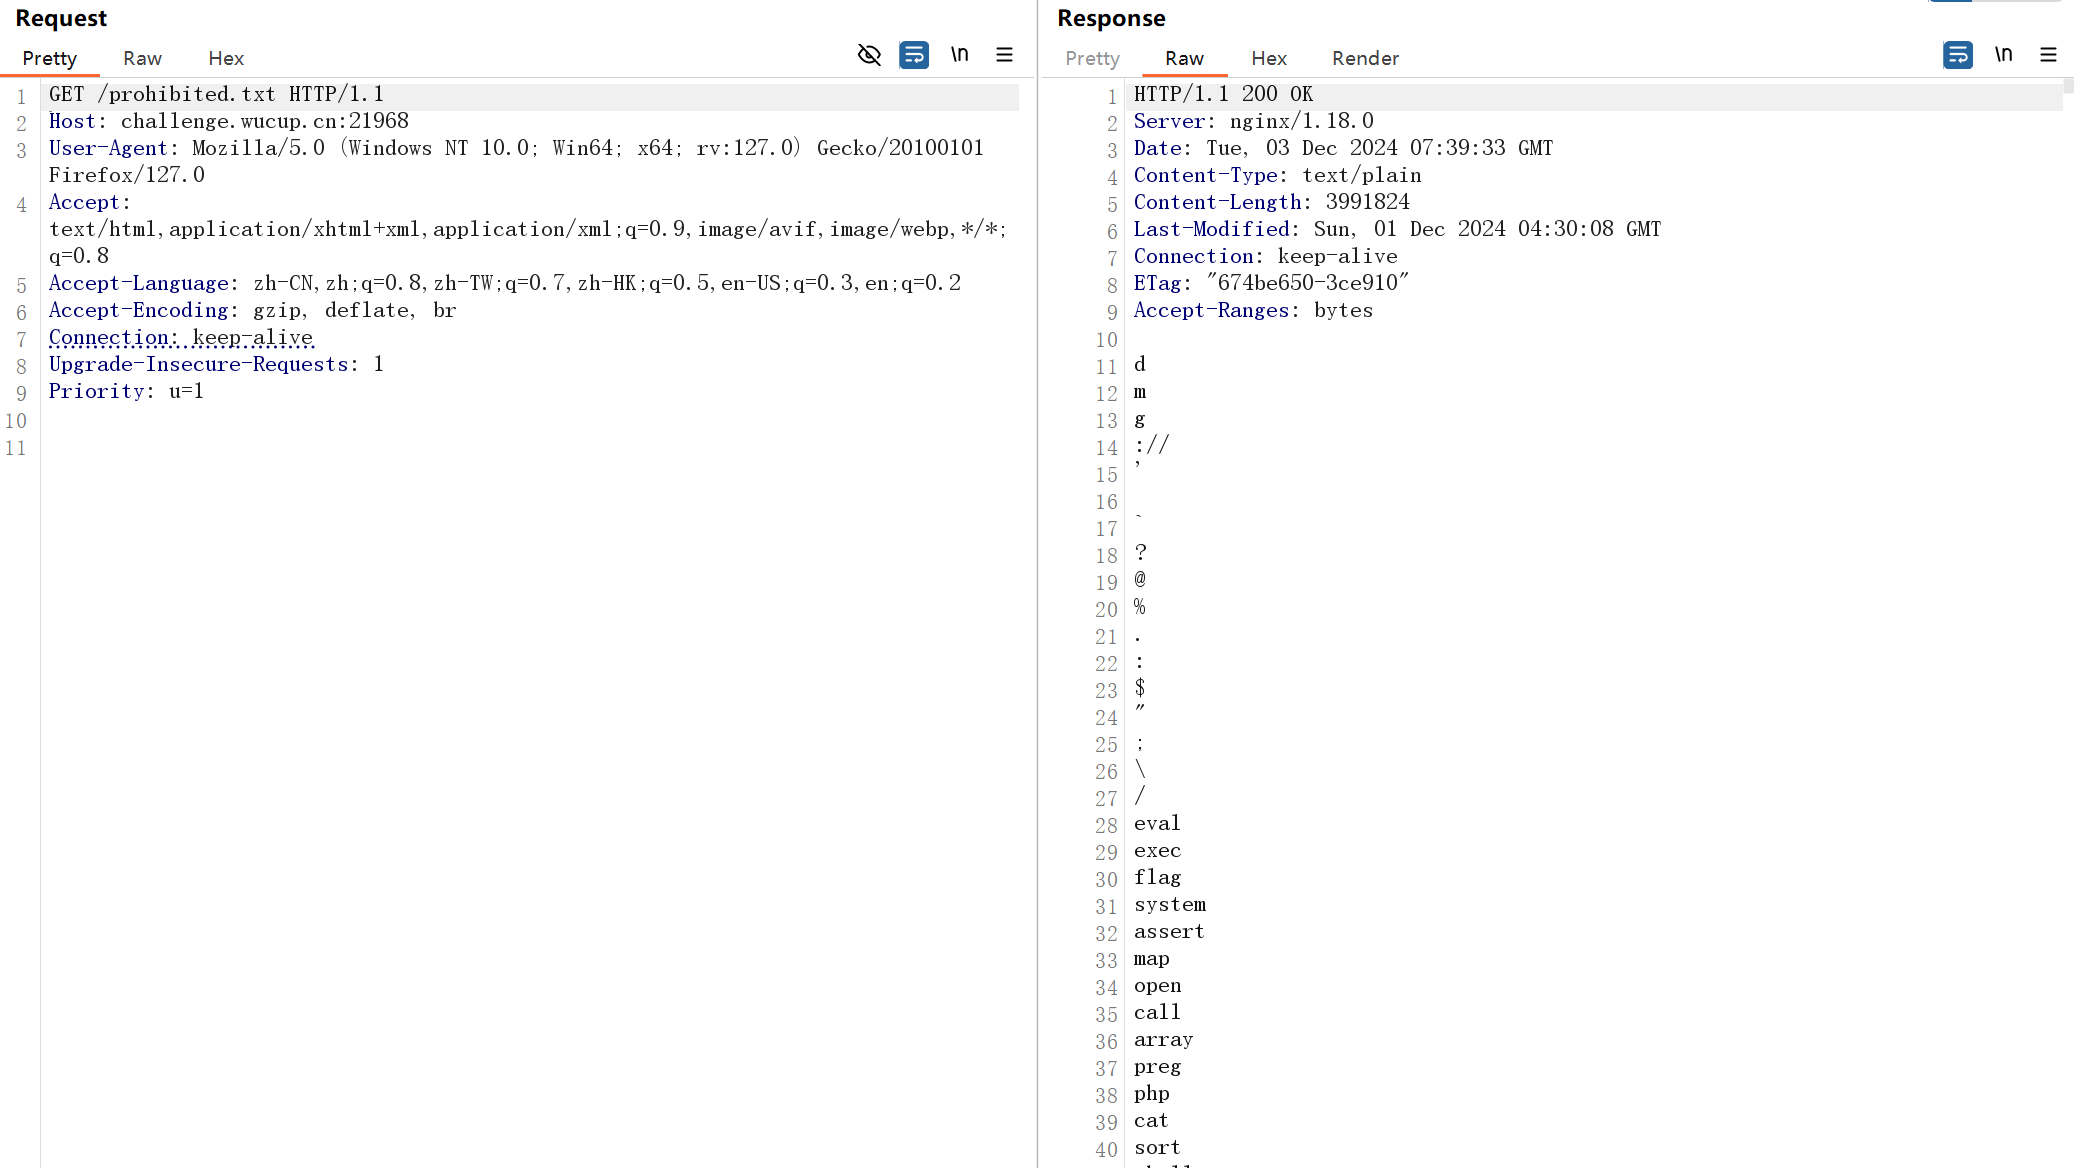 Request
Pretty Raw Hex \n
1 GET /prohibited.txt HTTP/1.1
2 Host: challenge.wucup.cn:21968
3 User-Agent: Mozilla/5.0 (Windows NT 10.0; Win64; x64; rv:127.0) Gecko/20100101
Firefox/127.0
4 Accept:
text/html,application/xhtml+xml,application/xml;q=0.9,image/avif,image/webp,*/*;
q=0.8
5 Accept-Language: zh-CN,zh;q=0.8,zh-TW;q=0.7,zh-HK;q=0.5,en-US;q=0.3,en;q=0.2
6 Accept-Encoding: gzip, deflate, br
7 Connection: keep-alive
8 Upgrade-Insecure-Requests: 1
9 Priority: u=1
10
11
Response
Pretty Raw Hex Render \n
1 HTTP/1.1 200 OK
2 Server: nginx/1.18.0
3 Date: Tue, 03 Dec 2024 07:39:33 GMT
4 Content-Type: text/plain
5 Content-Length: 3991824
6 Last-Modified: Sun, 01 Dec 2024 04:30:08 GMT
7 Connection: keep-alive
8 ETag: "674be650-3ce910"
9 Accept-Ranges: bytes
10
11 d
12 m
13 g
14 ://
15 '
16
17 `
18 ?
19 @
20 %
21 .
22 :
23 $
24 "
25 ;
26 \
27 /
28 eval
29 exec
30 flag
31 system
32 assert
33 map
34 open
35 call
36 array
37 preg
38 php
39 cat
40 sort